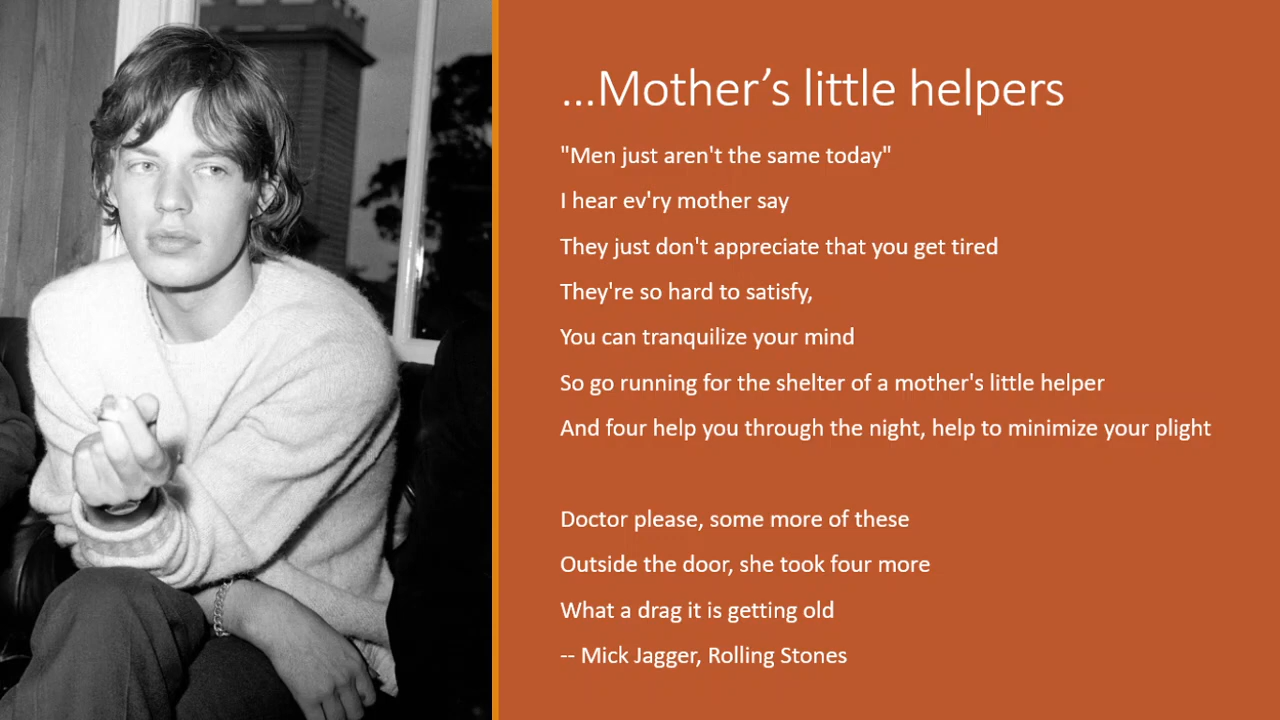 ...Mother’s little helpers
"Men just aren't the same today"
I hear ev'ry mother say
They just don't appreciate that you get tired
They're so hard to satisfy,
You can tranquilize your mind
So go running for the shelter of a mother's little helper
And four help you through the night, help to minimize your plight
Doctor please, some more of these
Outside the door, she took four more
What a drag it is getting old
-- Mick Jagger, Rolling Stones